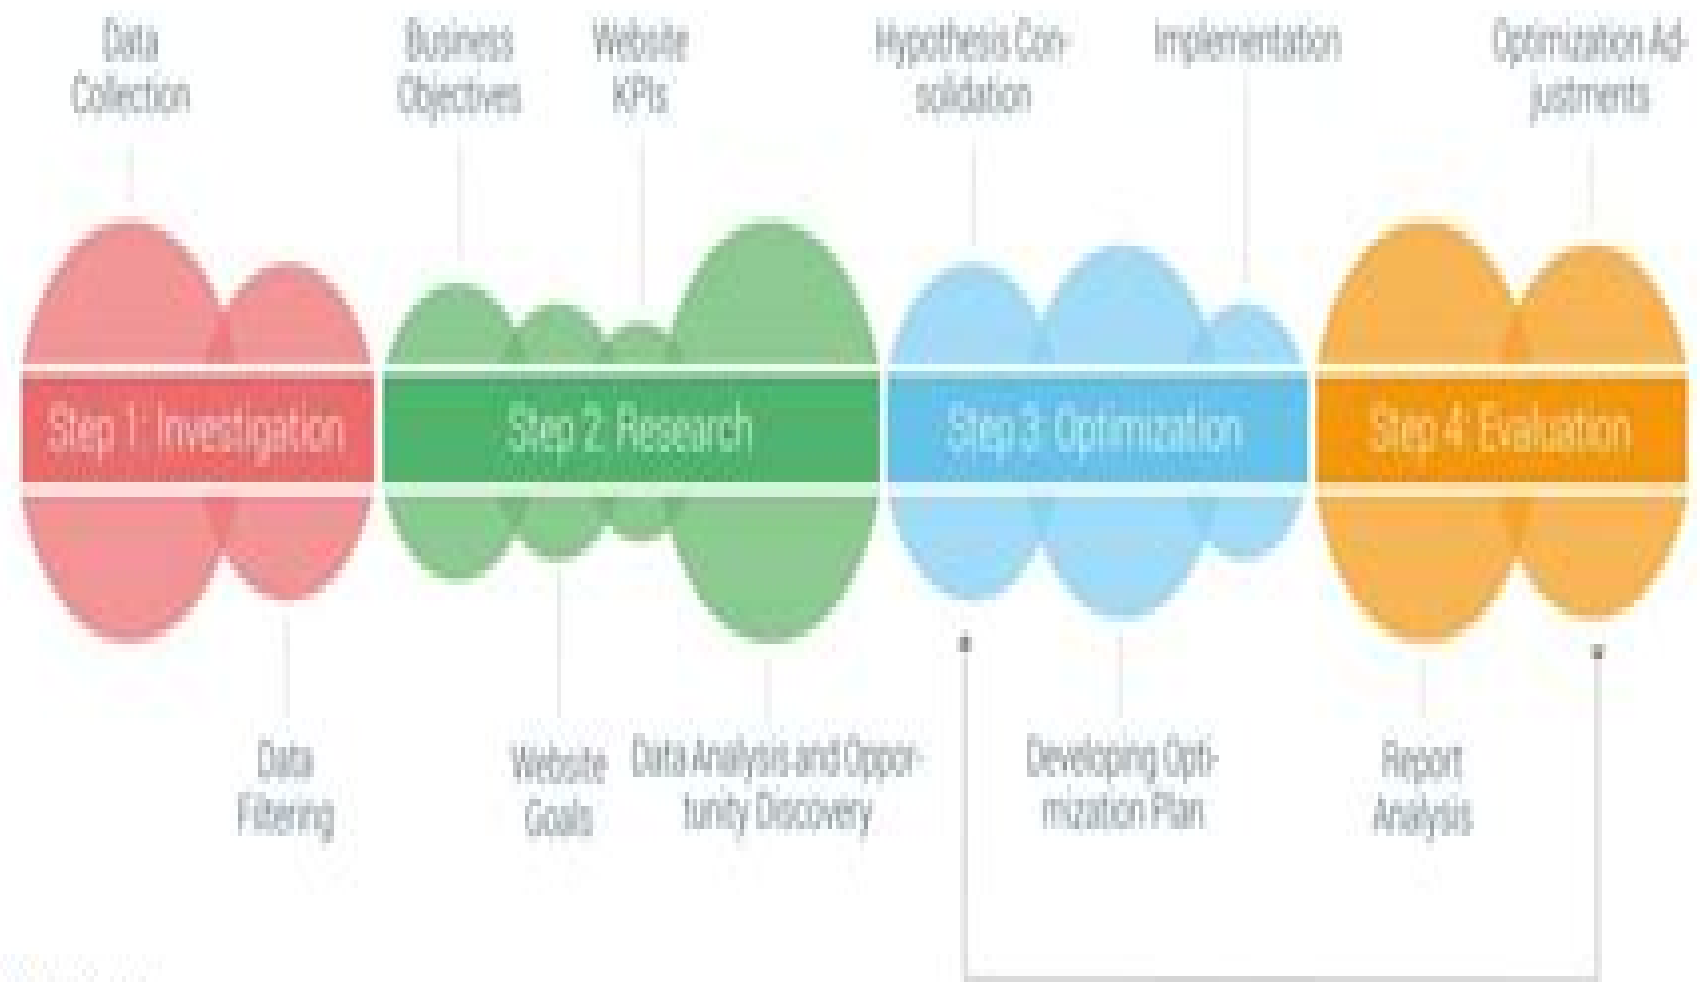 Data
Collection
Business
Objectives
Website
KPIs
Hypothesis Con-
solidation
Implementation
Optimization Ad-
justments
Step 1: Investigation
Step 2: Research
Step 3: Optimization
Step 4: Evaluation
Data
Filtering
Website
Goals
Data Analysis and Oppor-
tunity Discovery
Developing Opti-
mization Plan
Report
Analysis